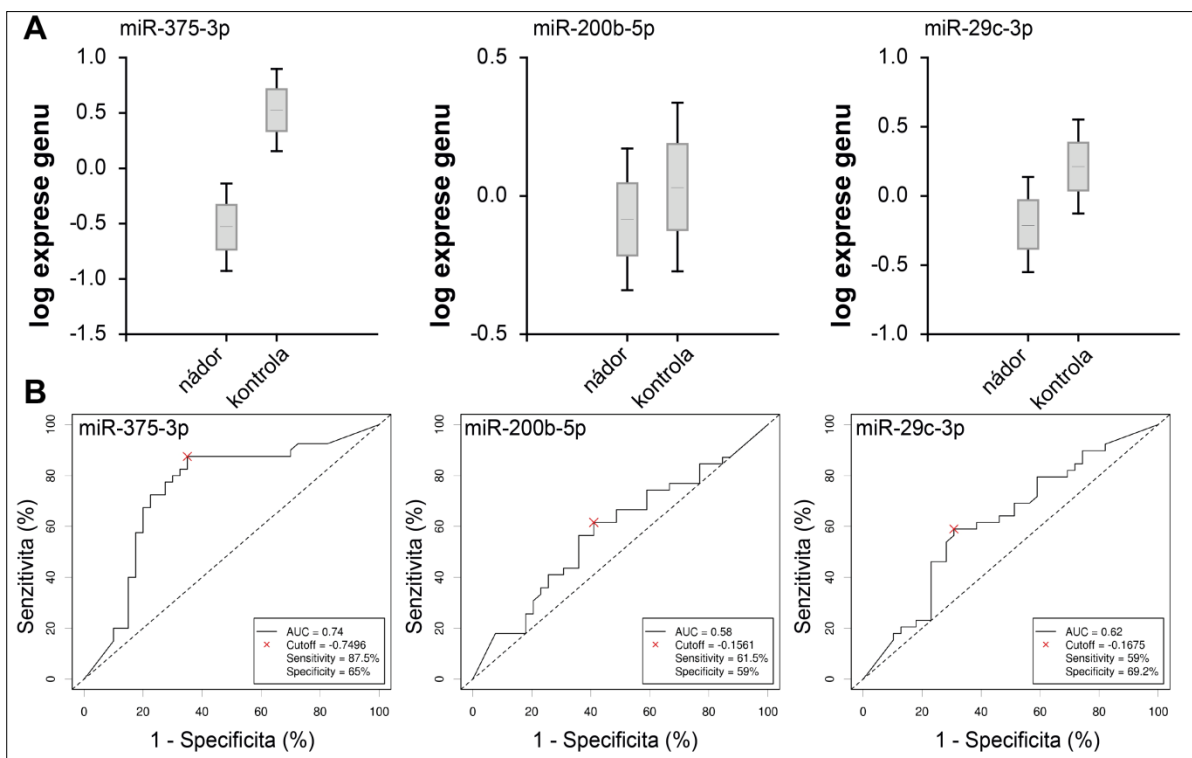 A
miR-375-3p
log exprese genu
1.0
0.5
0.0
-0.5
-1.0
-1.5
nádor
kontrola
miR-200b-5p
log exprese genu
0.5
0.0
-0.5
nádor
kontrola
miR-29c-3p
log exprese genu
1.0
0.5
0.0
-0.5
-1.0
nádor
kontrola
B
miR-375-3p
Senzitivita (%)
100
80
60
40
20
0
AUC = 0.74
Cutoff = -0.7496
Sensitivity = 87.5%
Specificity = 65%
0 20 40 60 80 100
1 - Specificita (%)
miR-200b-5p
Senzitivita (%)
100
80
60
40
20
0
AUC = 0.58
Cutoff = -0.1561
Sensitivity = 61.5%
Specificity = 59%
0 20 40 60 80 100
1 - Specificita (%)
miR-29c-3p
Senzitivita (%)
100
80
60
40
20
0
AUC = 0.62
Cutoff = -0.1675
Sensitivity = 59%
Specificity = 69.2%
0 20 40 60 80 100
1 - Specificita (%)